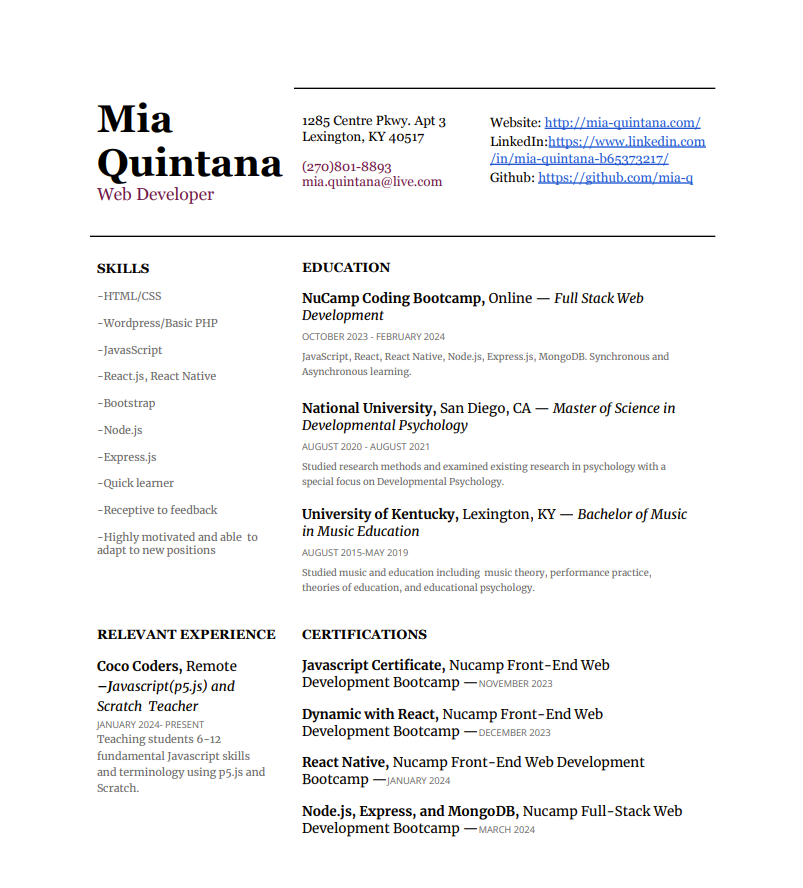 Mia
Quintana
Web Developer
1285 Centre Pkwy. Apt 3
Lexington, KY 40517
(270)801-8893
mia.quintana@live.com
Website: http://mia-quintana.com/
LinkedIn:https://www.linkedin.com
/in/mia-quintana-b65373217/
Github: https://github.com/mia-q
SKILLS
-HTML/CSS
-Wordpress/Basic PHP
-JavasScript
-React.js, React Native
-Bootstrap
-Node.js
-Express.js
-Quick learner
-Receptive to feedback
-Highly motivated and able to
adapt to new positions
EDUCATION
NuCamp Coding Bootcamp, Online — Full Stack Web
Development
OCTOBER 2023 - FEBRUARY 2024
JavaScript, React, React Native, Node.js, Express.js, MongoDB. Synchronous and
Asynchronous learning.
National University, San Diego, CA — Master of Science in
Developmental Psychology
AUGUST 2020 - AUGUST 2021
Studied research methods and examined existing research in psychology with a
special focus on Developmental Psychology.
University of Kentucky, Lexington, KY — Bachelor of Music
in Music Education
AUGUST 2015-MAY 2019
Studied music and education including music theory, performance practice,
theories of education, and educational psychology.
RELEVANT EXPERIENCE
Coco Coders, Remote
–Javascript(p5.js) and
Scratch Teacher
JANUARY 2024- PRESENT
Teaching students 6-12
fundamental Javascript skills
and terminology using p5.js and
Scratch.
CERTIFICATIONS
Javascript Certificate, Nucamp Front-End Web
Development Bootcamp —NOVEMBER 2023
Dynamic with React, Nucamp Front-End Web
Development Bootcamp —DECEMBER 2023
React Native, Nucamp Front-End Web Development
Bootcamp —JANUARY 2024
Node.js, Express, and MongoDB, Nucamp Full-Stack Web
Development Bootcamp —MARCH 2024